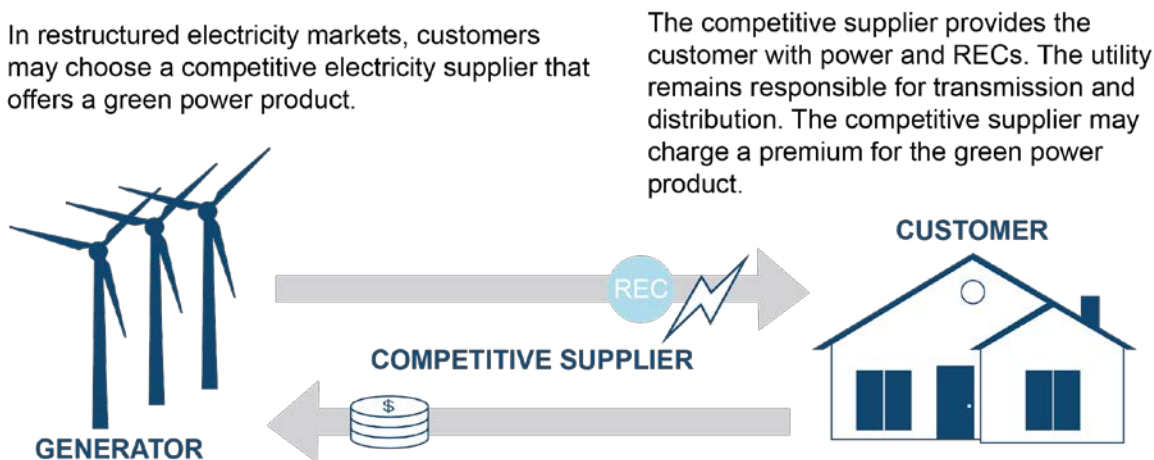 In restructured electricity markets, customers
may choose a competitive electricity supplier that
offers a green power product.
The competitive supplier provides the
customer with power and RECs. The utility
remains responsible for transmission and
distribution. The competitive supplier may
charge a premium for the green power
product.
CUSTOMER
REC
COMPETITIVE SUPPLIER
$
GENERATOR